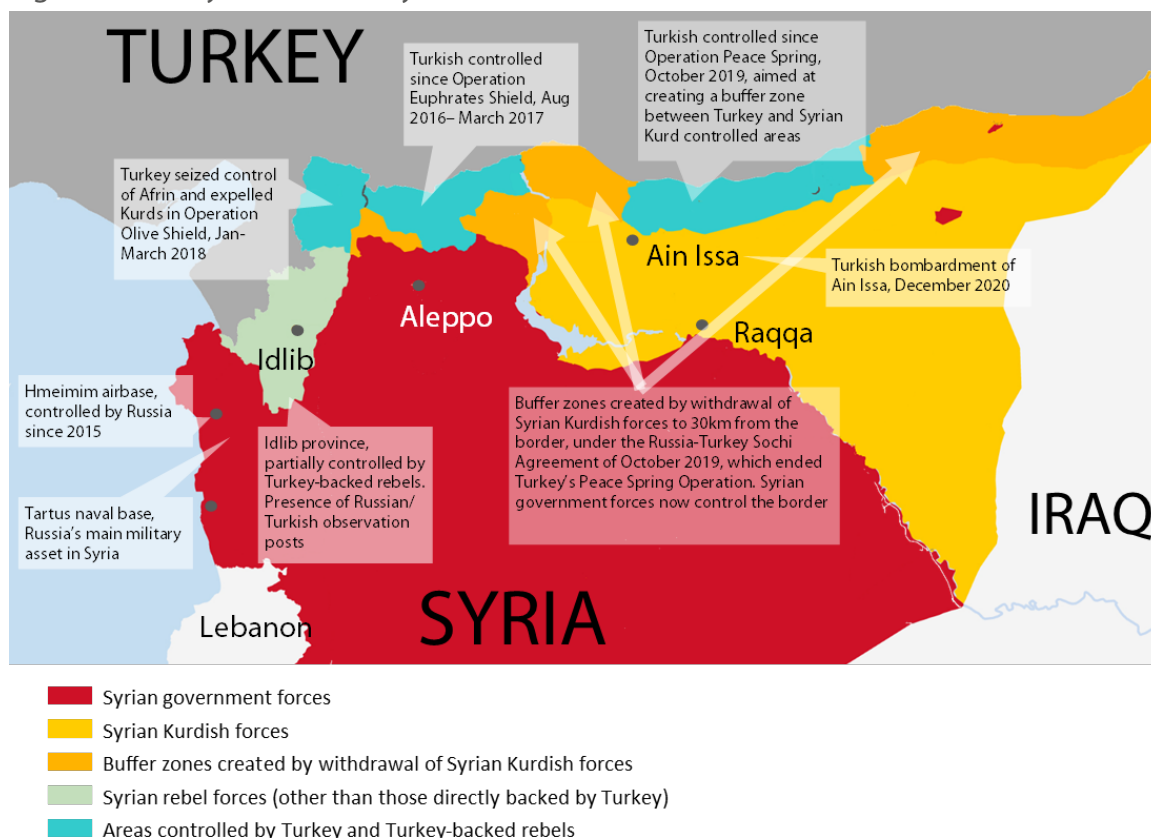 TURKEY
Turkish controlled
since Operation
Euphrates Shield, Aug
2016– March 2017
Turkish controlled since
Operation Peace Spring,
October 2019, aimed at
creating a buffer zone
between Turkey and Syrian
Kurd controlled areas
Turkey seized control
of Afrin and expelled
Kurds in Operation
Olive Shield, Jan-
March 2018
Ain Issa
Turkish bombardment of
Ain Issa, December 2020
Aleppo
Raqqa
Idlib
Hmeimim airbase,
controlled by Russia
since 2015
Buffer zones created by withdrawal of
Syrian Kurdish forces to 30km from the
border, under the Russia-Turkey Sochi
Agreement of October 2019, which ended
Turkey's Peace Spring Operation. Syrian
government forces now control the border
Idlib province,
partially controlled by
Turkey-backed rebels.
Presence of Russian/
Turkish observation
posts
Tartus naval base,
Russia's main military
asset in Syria
IRAQ
SYRIA
Lebanon
Syrian government forces
Syrian Kurdish forces
Buffer zones created by withdrawal of Syrian Kurdish forces
Syrian rebel forces (other than those directly backed by Turkey)
Areas controlled by Turkey and Turkey-backed rebels